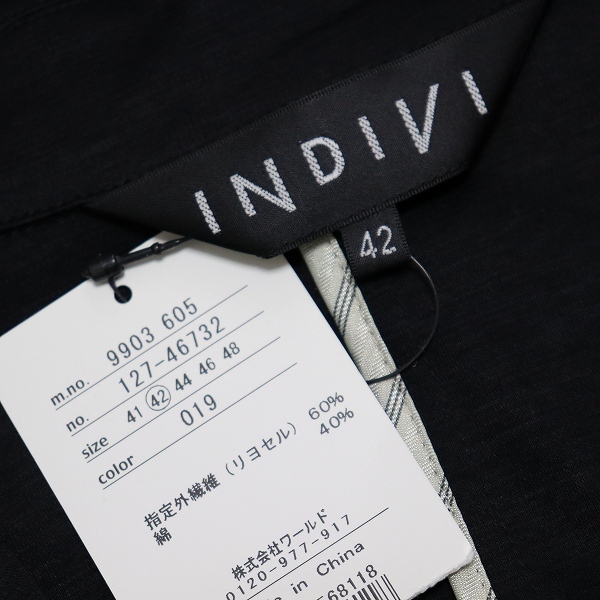 INDIVI
42
m.no. 9903 605
no. 127-46732
size 41 42 44 46 48
color 019
指定外繊維（リヨセル） 60%
綿 40%
株式会社ワールド
0120-977-917
in China
68118